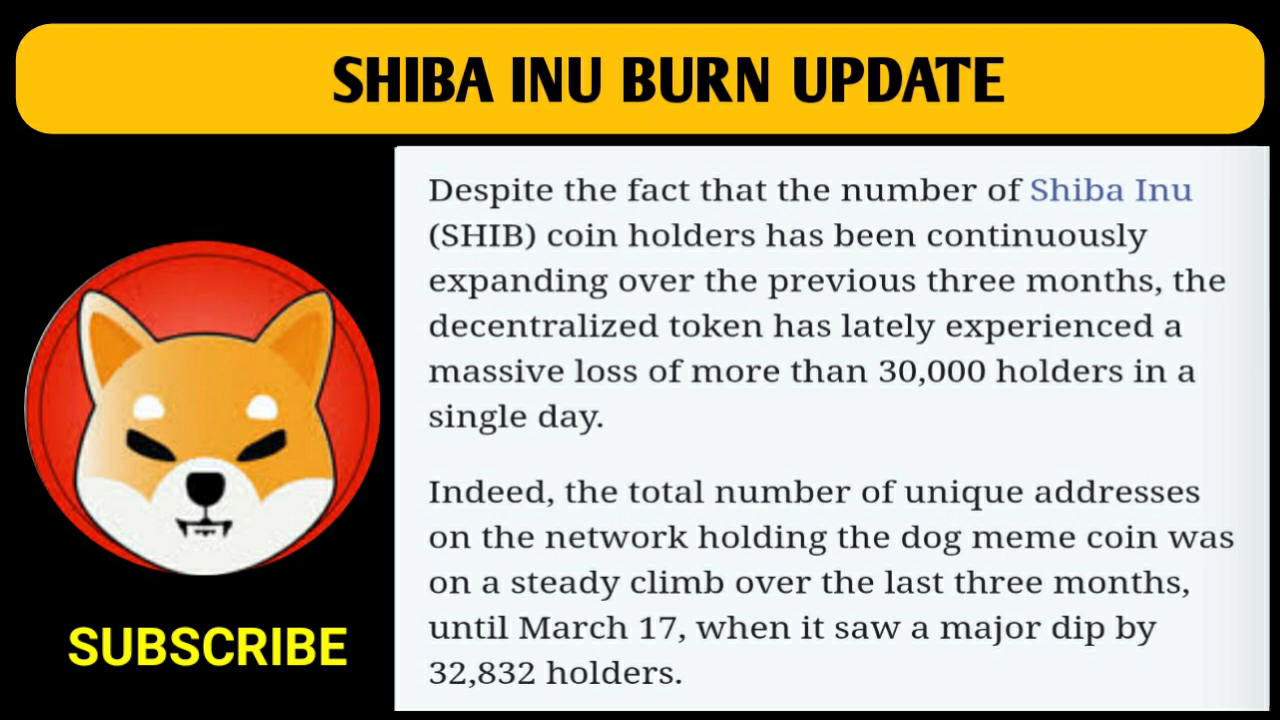 SHIBA INU BURN UPDATE
Despite the fact that the number of Shiba Inu
(SHIB) coin holders has been continuously
expanding over the previous three months, the
decentralized token has lately experienced a
massive loss of more than 30,000 holders in a
single day.
Indeed, the total number of unique addresses
on the network holding the dog meme coin was
on a steady climb over the last three months,
until March 17, when it saw a major dip by
32,832 holders.
SUBSCRIBE